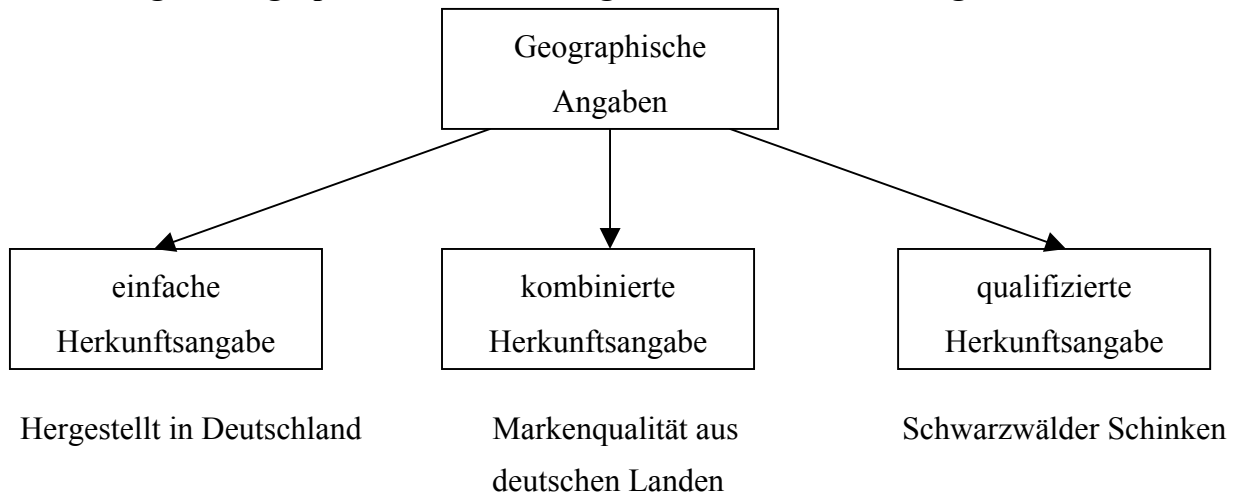 Geographische
Angaben
einfache
Herkunftsangabe
kombinierte
Herkunftsangabe
qualifizierte
Herkunftsangabe
Hergestellt in Deutschland
Markenqualität aus
deutschen Landen
Schwarzwälder Schinken